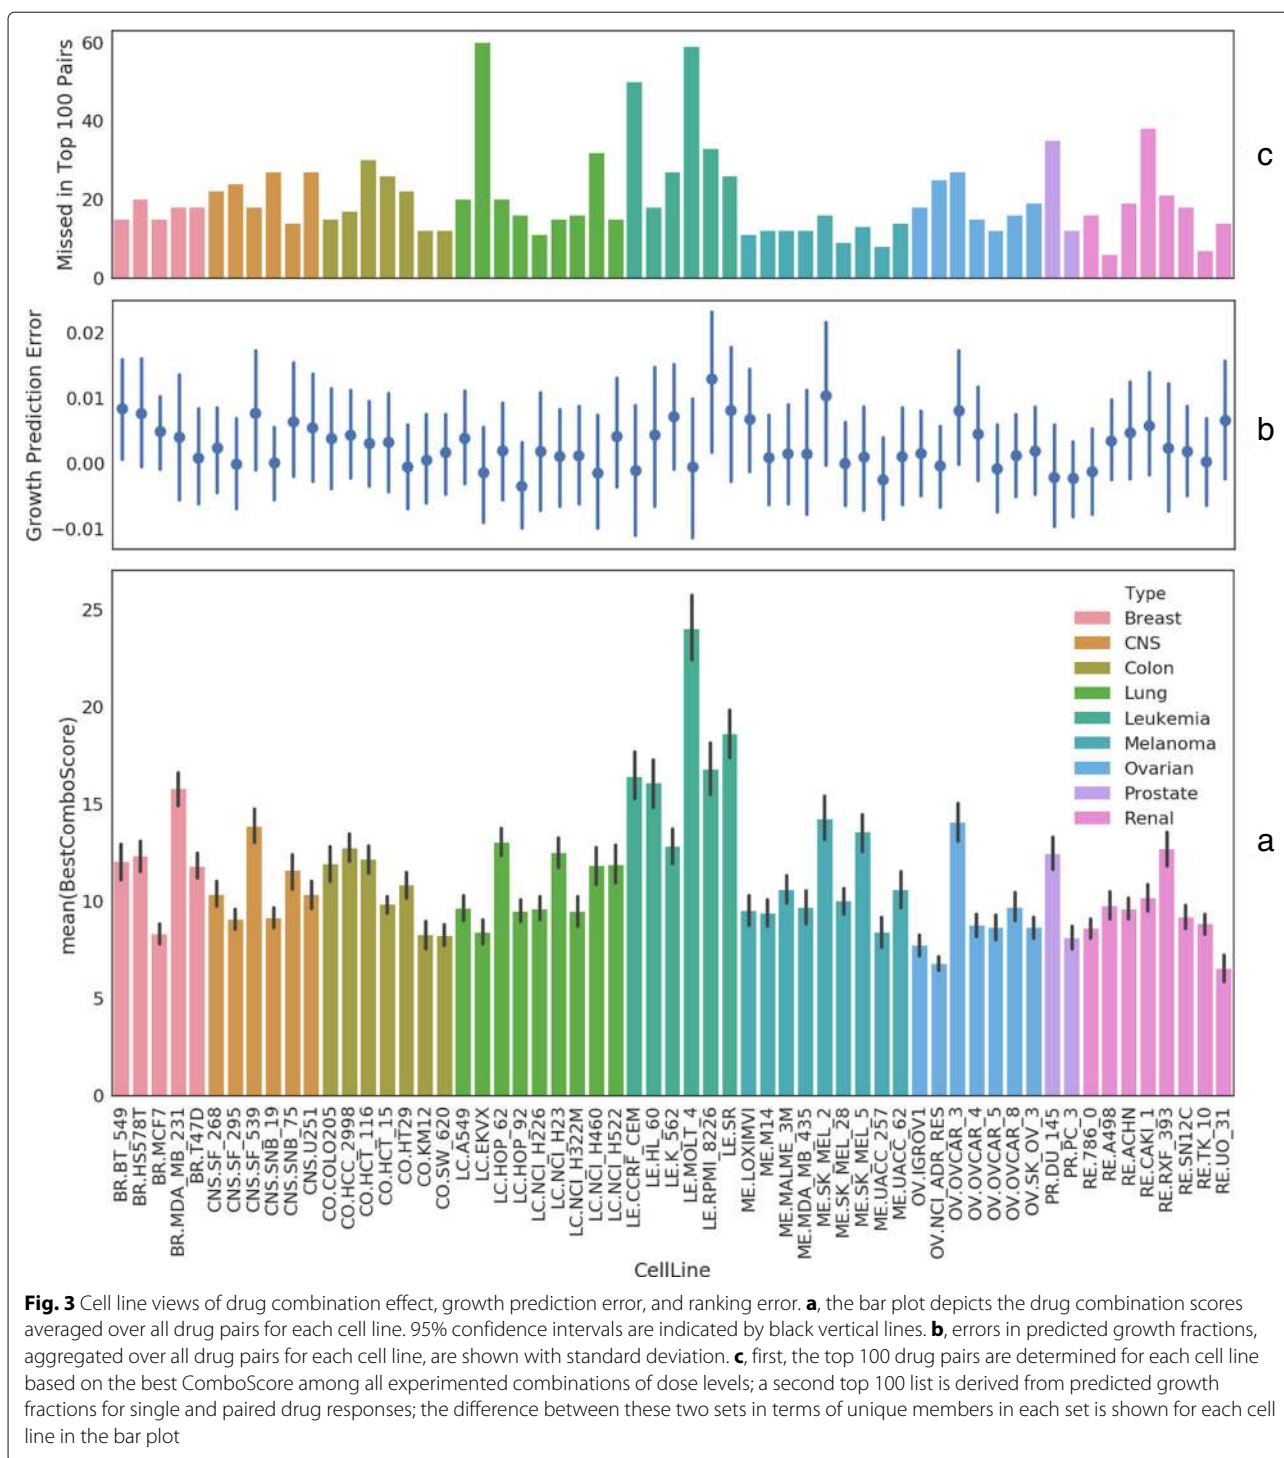 60
40
20
0
Missed in Top 100 Pairs
c
0.02
0.01
0.00
−0.01
Growth Prediction Error
b
25
20
15
10
5
0
mean(BestComboScore)
Type
Breast
CNS
Colon
Lung
Leukemia
Melanoma
Ovarian
Prostate
Renal
a
BR.BT_549
BR.HS578T
BR.MCF7
BR.MDA_MB_231
BR.T47D
CNS.SF_268
CNS.SF_295
CNS.SF_539
CNS.SNB_19
CNS.SNB_75
CNS.U251
CO.COLO205
CO.HCC_2998
CO.HCT_116
CO.HCT_15
CO.HT29
CO.KM12
CO.SW_620
LC.A549
LC.EKVX
LC.HOP_62
LC.HOP_92
LC.NCI_H226
LC.NCI_H23
LC.NCI_H322M
LC.NCI_H460
LC.NCI_H522
LE.CCRF_CEM
LE.HL_60
LE.K_562
LE.MOLT_4
LE.RPMI_8226
LE.SR
ME.LOXIMVI
ME.M14
ME.MALME_3M
ME.MDA_MB_435
ME.SK_MEL_2
ME.SK_MEL_28
ME.SK_MEL_5
ME.UACC_257
ME.UACC_62
OV.IGROV1
OV.NCI_ADR_RES
OV.OVCAR_3
OV.OVCAR_4
OV.OVCAR_5
OV.OVCAR_8
OV.SK_OV_3
PR.DU_145
PR.PC_3
RE.786_0
RE.A498
RE.ACHN
RE.CAKI_1
RE.RXF_393
RE.SN12C
RE.TK_10
RE.UO_31
CellLine
Fig. 3 Cell line views of drug combination effect, growth prediction error, and ranking error. a, the bar plot depicts the drug combination scores
averaged over all drug pairs for each cell line. 95% confidence intervals are indicated by black vertical lines. b, errors in predicted growth fractions,
aggregated over all drug pairs for each cell line, are shown with standard deviation. c, first, the top 100 drug pairs are determined for each cell line
based on the best ComboScore among all experimented combinations of dose levels; a second top 100 list is derived from predicted growth
fractions for single and paired drug responses; the difference between these two sets in terms of unique members in each set is shown for each cell
line in the bar plot